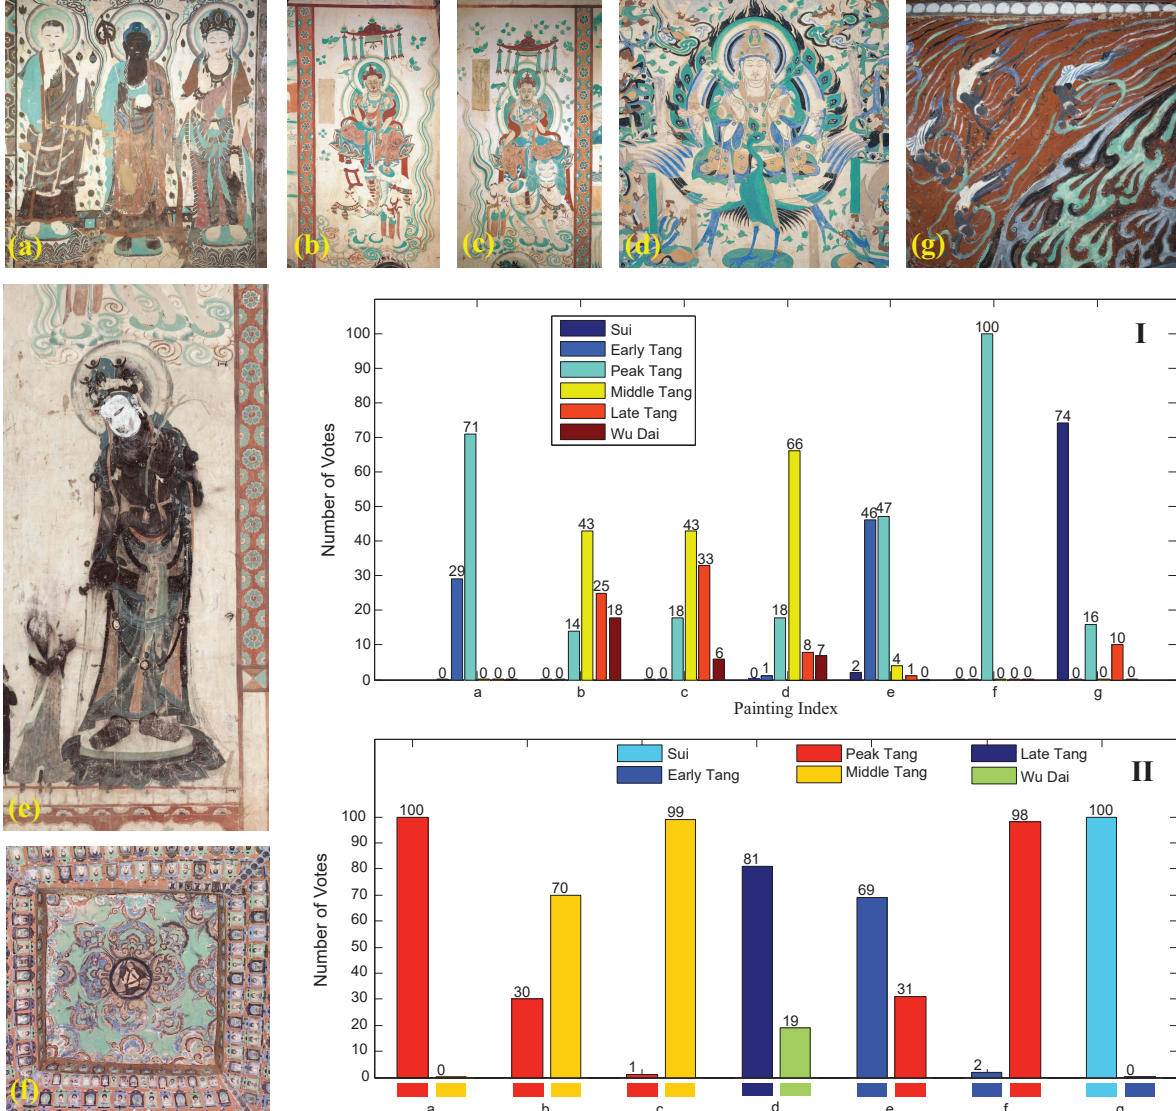 (a)
(b)
(c)
(d)
(g)
(e)
(f)
I
Sui
Early Tang
Peak Tang
Middle Tang
Late Tang
Wu Dai
Number of Votes
100
90
80
70
60
50
40
30
20
10
0
0 29 71 0 0 0
0 0 14 43 25 18
0 0 18 43 33 6
0 1 18 66 8 7
2 46 47 4 1 0
0 0 100 0 0 0
74 0 16 0 10 0
a b c d e f g
Painting Index
II
Sui Peak Tang Late Tang
Early Tang Middle Tang Wu Dai
Number of Votes
100
90
80
70
60
50
40
30
20
10
0
100 0
30 70
1 99
81 19
69 31
2 98
100 0
a b c d e f g